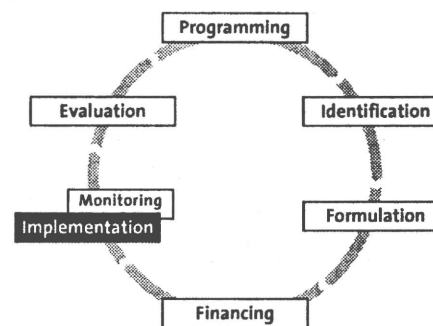 Programming
Evaluation
Identification
Monitoring
Implementation
Formulation
Financing